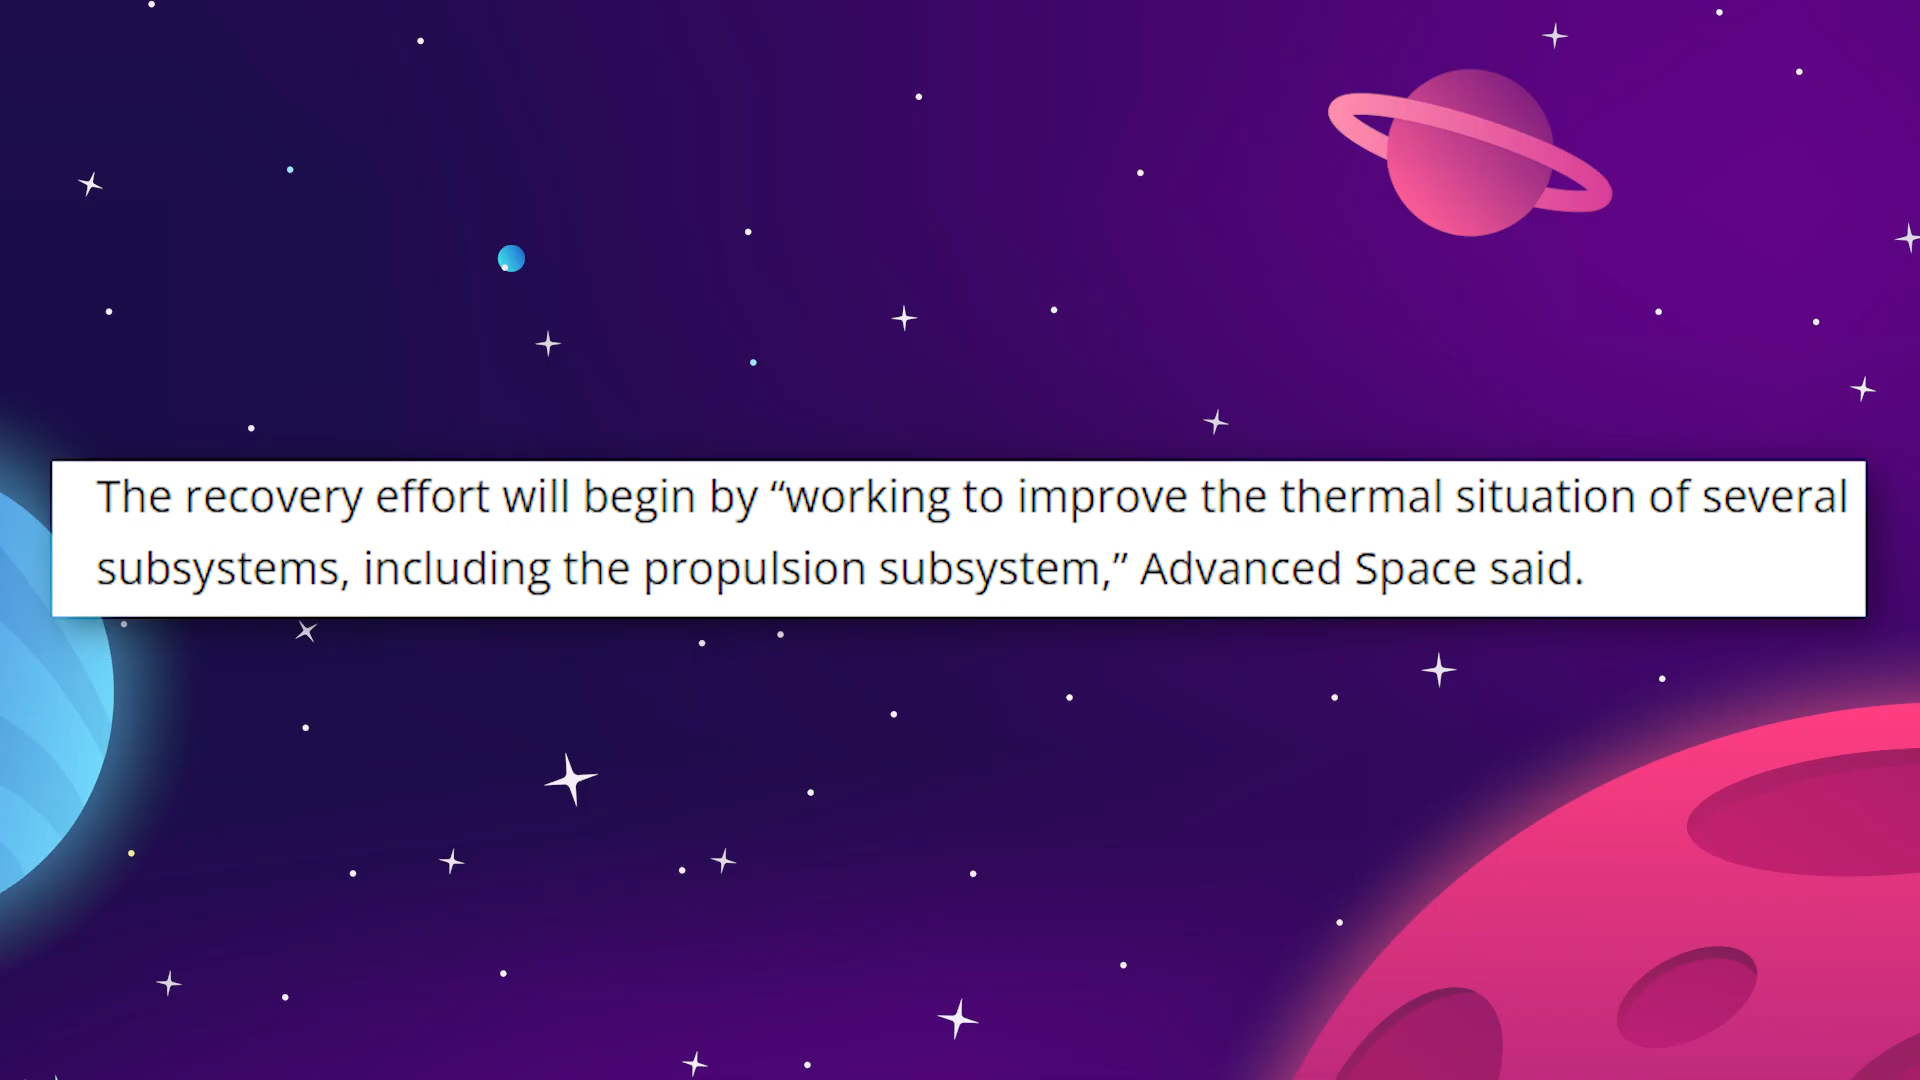 The recovery effort will begin by “working to improve the thermal situation of several
subsystems, including the propulsion subsystem,” Advanced Space said.